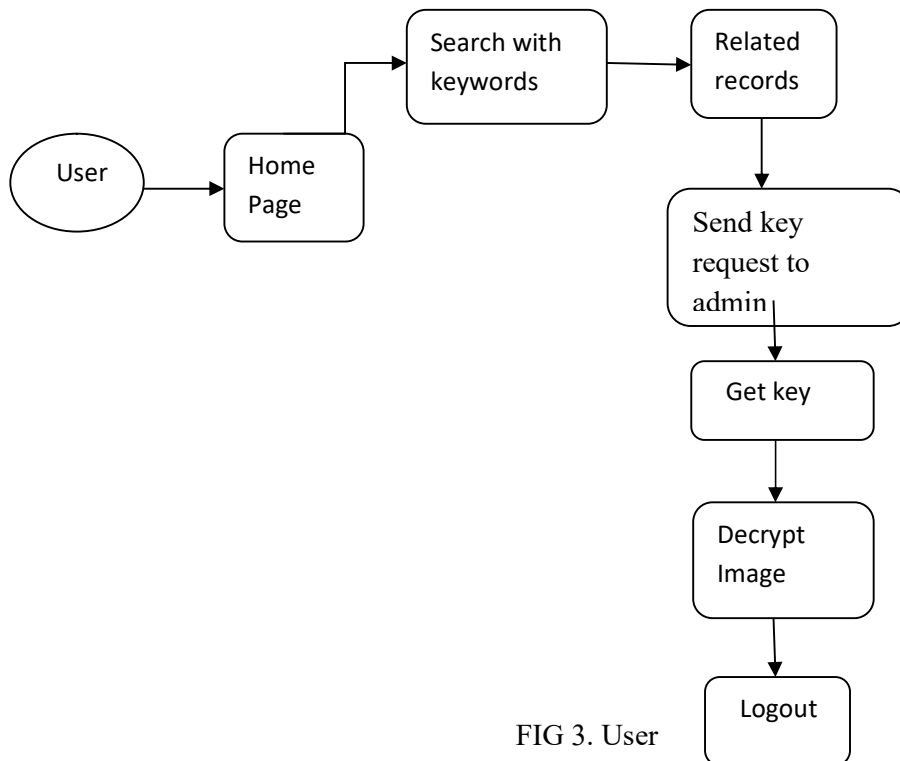 User
Home
Page
Search with
keywords
Related
records
Send key
request to
admin
Get key
Decrypt
Image
Logout
FIG 3. User